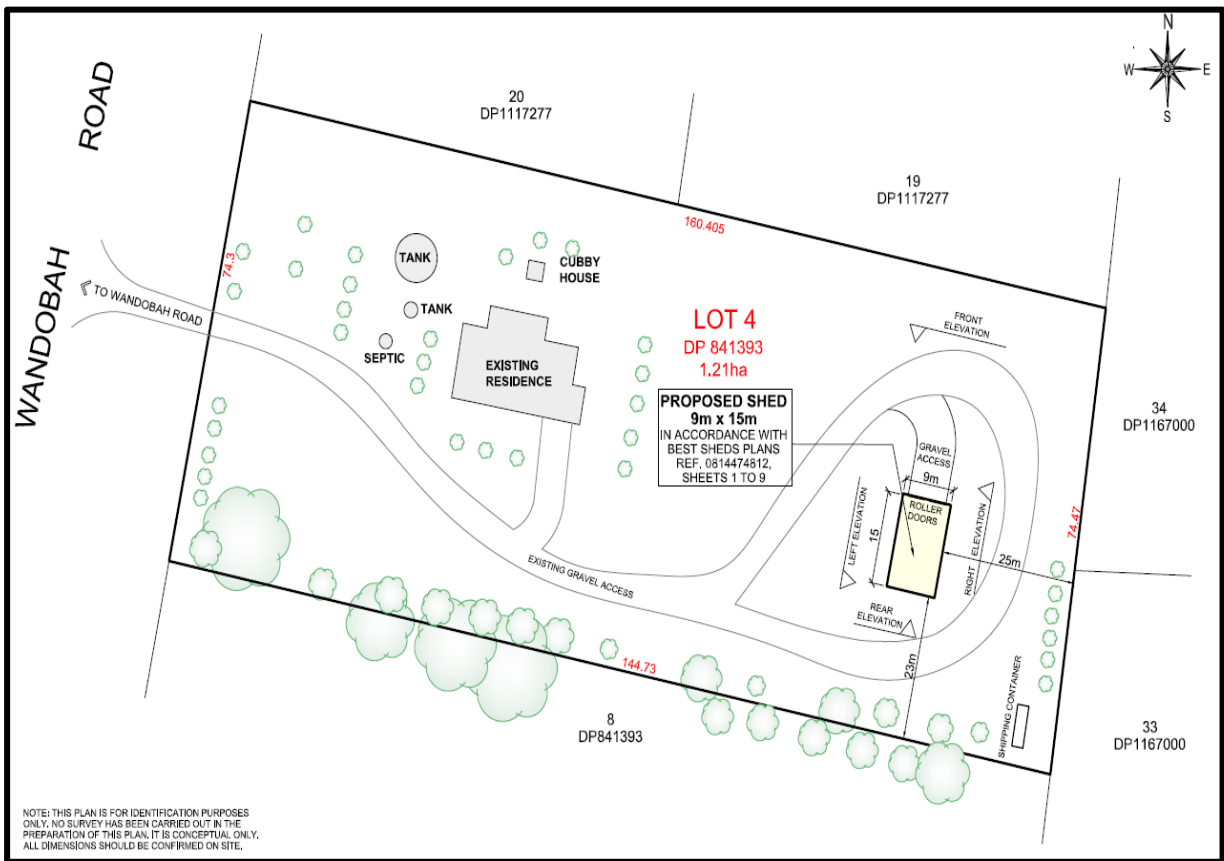 N
W
E
S
WANDOBAH ROAD
20
DP1117277
19
DP1117277
160.405
74.3
TO WANDOBAH ROAD
TANK
TANK
SEPTIC
CUBBY
HOUSE
EXISTING
RESIDENCE
LOT 4
DP 841393
1.21ha
PROPOSED SHED
9m x 15m
IN ACCORDANCE WITH
BEST SHEDS PLANS
REF. 0814474812,
SHEETS 1 TO 9
FRONT
ELEVATION
34
DP1167000
GRAVEL
ACCESS
9m
ROLLER
DOORS
LEFT ELEVATION
15
RIGHT ELEVATION
74.47
25m
REAR
ELEVATION
EXISTING GRAVEL ACCESS
23m
144.73
SHIPPING CONTAINER
8
DP841393
33
DP1167000
NOTE: THIS PLAN IS FOR IDENTIFICATION PURPOSES
ONLY. NO SURVEY HAS BEEN CARRIED OUT IN THE
PREPARATION OF THIS PLAN. IT IS CONCEPTUAL ONLY.
ALL DIMENSIONS SHOULD BE CONFIRMED ON SITE.